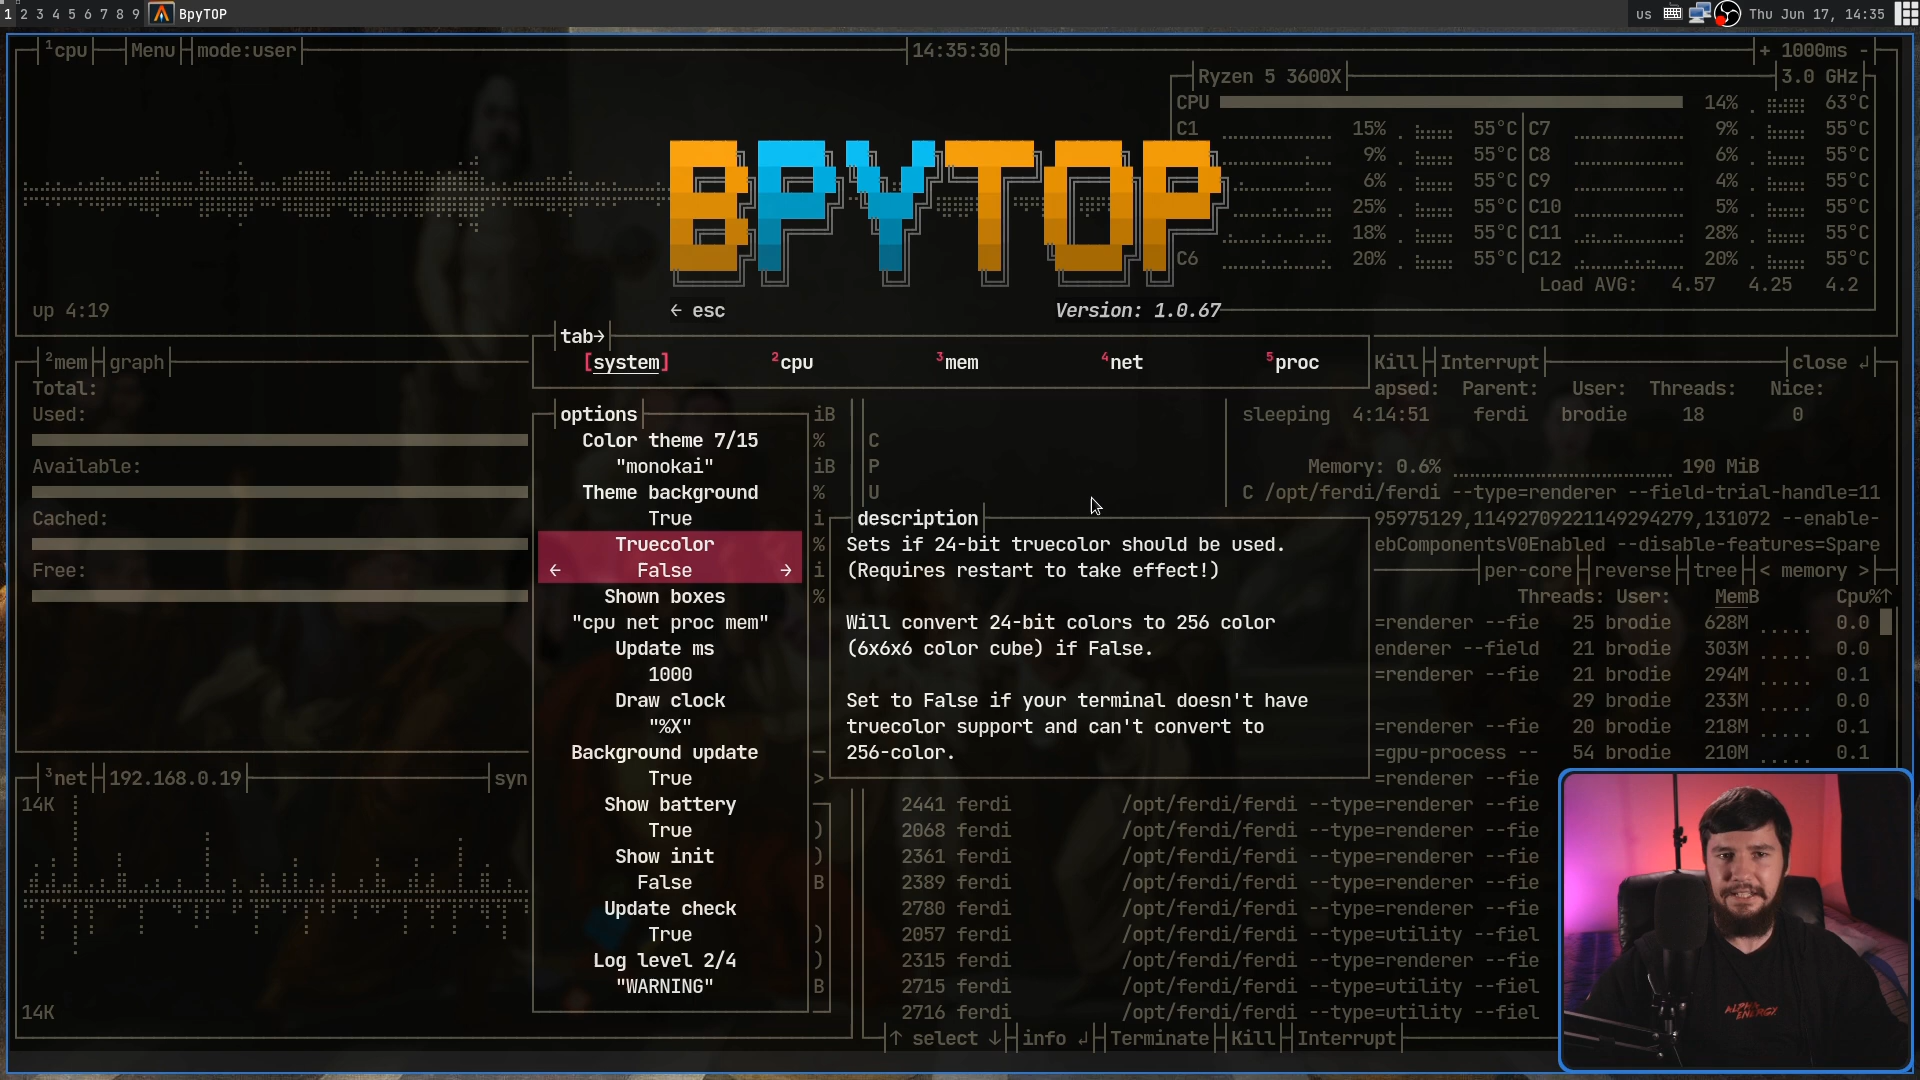 1 2 3 4 5 6 7 8 9 BpyTOP us Thu Jun 17, 14:35
1cpu Menu mode:user 14:35:30 + 1000ms -
Ryzen 5 3600X 3.0 GHz
CPU 14% 63°C
C1 15% 55°C C7 9% 55°C
9% 55°C C8 6% 55°C
6% 55°C C9 4% 55°C
25% 55°C C10 5% 55°C
18% 55°C C11 28% 55°C
C6 20% 55°C C12 20% 55°C
Load AVG: 4.57 4.25 4.2
BPYTOP
up 4:19 ← esc Version: 1.0.67
tab→
[system] 2cpu 3mem 4net 5proc
2mem graph
Total:
Used:
Available:
Cached:
Free:
options
Color theme 7/15
"monokai"
Theme background
True
Truecolor
← False →
Shown boxes
"cpu net proc mem"
Update ms
1000
Draw clock
"%X"
Background update
True
Show battery
True
Show init
False
Update check
True
Log level 2/4
"WARNING"
iB
%
iB
%
i
%
i
%
>
)
)
)
B
)
)
B
C
P
U
description
Sets if 24-bit truecolor should be used.
(Requires restart to take effect!)
Will convert 24-bit colors to 256 color
(6x6x6 color cube) if False.
Set to False if your terminal doesn't have
truecolor support and can't convert to
256-color.
Kill Interrupt close ↲
apsed: Parent: User: Threads: Nice:
sleeping 4:14:51 ferdi brodie 18 0
Memory: 0.6% 190 MiB
C /opt/ferdi/ferdi --type=renderer --field-trial-handle=11
95975129,11492709221149294279,131072 --enable-
ebComponentsV0Enabled --disable-features=Spare
per-core reverse tree < memory >
Threads: User: MemB Cpu%↑
=renderer --fie 25 brodie 628M 0.0
enderer --field 21 brodie 303M 0.0
=renderer --fie 21 brodie 294M 0.1
29 brodie 233M 0.0
=renderer --fie 20 brodie 218M 0.1
=gpu-process -- 54 brodie 210M 0.1
=renderer --fie
2441 ferdi /opt/ferdi/ferdi --type=renderer --fie
2068 ferdi /opt/ferdi/ferdi --type=renderer --fie
2361 ferdi /opt/ferdi/ferdi --type=renderer --fie
2389 ferdi /opt/ferdi/ferdi --type=renderer --fie
2780 ferdi /opt/ferdi/ferdi --type=renderer --fie
2057 ferdi /opt/ferdi/ferdi --type=utility --fiel
2315 ferdi /opt/ferdi/ferdi --type=renderer --fie
2715 ferdi /opt/ferdi/ferdi --type=utility --fiel
2716 ferdi /opt/ferdi/ferdi --type=utility --fiel
↑ select ↓ info ↲ Terminate Kill Interrupt
3net 192.168.0.19 syn
14K
14K
ALPHA
ENERGY